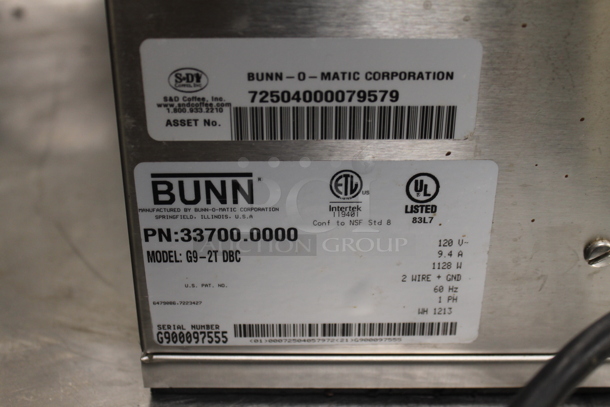 S·D
BUNN-O-MATIC CORPORATION
S&D Coffee, Inc.
www.sndcoffee.com
1.800.933.2210
72504000079579
ASSET No.
BUNN®
MANUFACTURED BY BUNN-O-MATIC CORPORATION
SPRINGFIELD, ILLINOIS, U.S.A
ETL US
Intertek
Conf to NSF Std 8
UL
LISTED
83L7
PN:33700.0000
AUCTION GROUP
MODEL: G9-2T DBC
120 V~
9.4 A
1128 W
2 WIRE + GND
60 Hz
1 PH
WH 1213
U.S. PAT. NO.
SERIAL NUMBER
G900097555